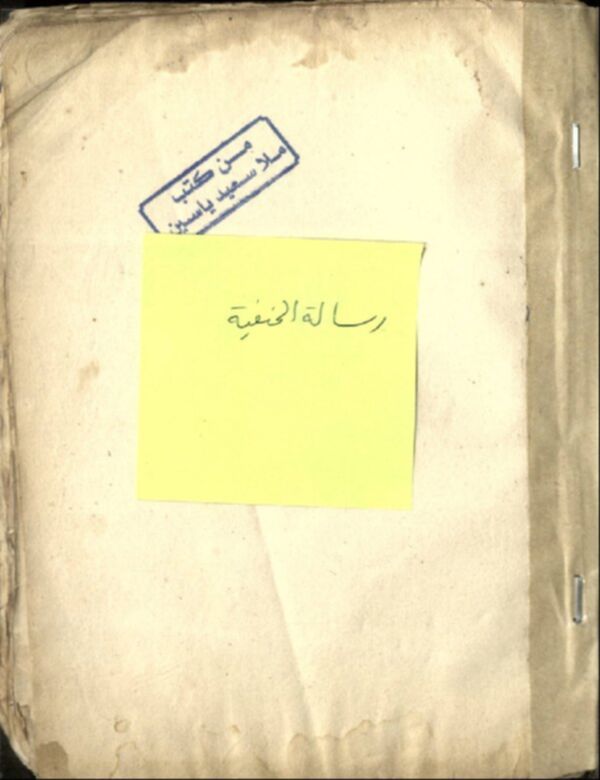 من كتب
ملا سعيد ياسين
رسالة الحنفية